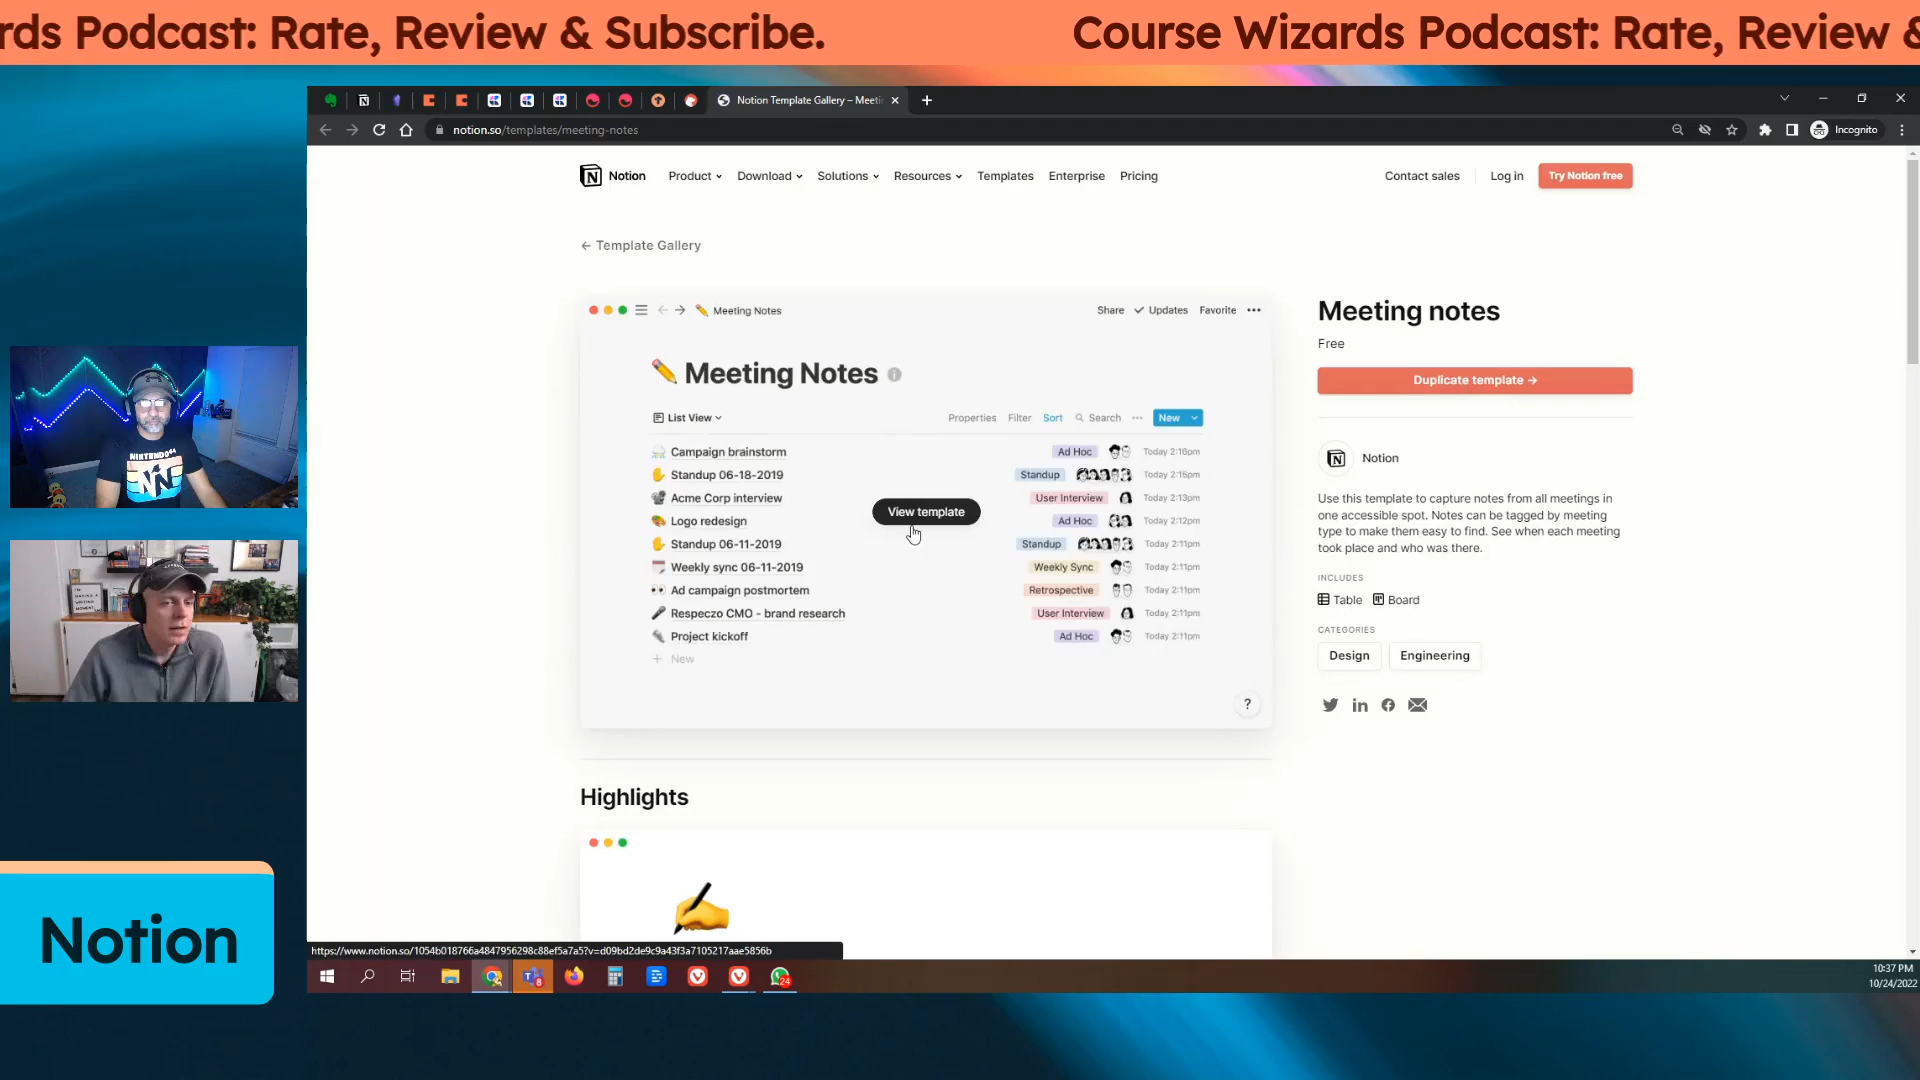 rds Podcast: Rate, Review & Subscribe.
Course Wizards Podcast: Rate, Review &
Notion Template Gallery – Meeti
notion.so/templates/meeting-notes
Incognito
Notion
Product
Download
Solutions
Resources
Templates
Enterprise
Pricing
Contact sales
Log in
Try Notion free
← Template Gallery
Meeting Notes
Share
Updates
Favorite
Meeting Notes
List View
Properties
Filter
Sort
Search
New
Campaign brainstorm
Ad Hoc
Today 2:16pm
Standup 06-18-2019
Standup
Today 2:15pm
Acme Corp interview
User Interview
Today 2:13pm
Logo redesign
Ad Hoc
Today 2:12pm
Standup 06-11-2019
Standup
Today 2:11pm
Weekly sync 06-11-2019
Weekly Sync
Today 2:11pm
Ad campaign postmortem
Retrospective
Today 2:11pm
Respeczo CMO - brand research
User Interview
Today 2:11pm
Project kickoff
Ad Hoc
Today 2:11pm
+ New
View template
?
Meeting notes
Free
Duplicate template →
Notion
Use this template to capture notes from all meetings in
one accessible spot. Notes can be tagged by meeting
type to make them easy to find. See when each meeting
took place and who was there.
INCLUDES
Table
Board
CATEGORIES
Design
Engineering
Highlights
NINTENDO64
Notion
https://www.notion.so/1054b018766a4847956298c88ef5a7a5?v=d09bd2de9c9a43f3a7105217aae5856b
8
24
10:37 PM
10/24/2022